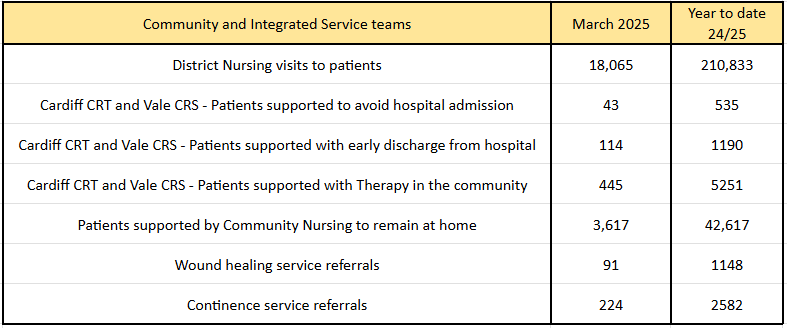 Community and Integrated Service teams March 2025 Year to date
24/25
District Nursing visits to patients 18,065 210,833
Cardiff CRT and Vale CRS - Patients supported to avoid hospital admission 43 535
Cardiff CRT and Vale CRS - Patients supported with early discharge from hospital 114 1190
Cardiff CRT and Vale CRS - Patients supported with Therapy in the community 445 5251
Patients supported by Community Nursing to remain at home 3,617 42,617
Wound healing service referrals 91 1148
Continence service referrals 224 2582